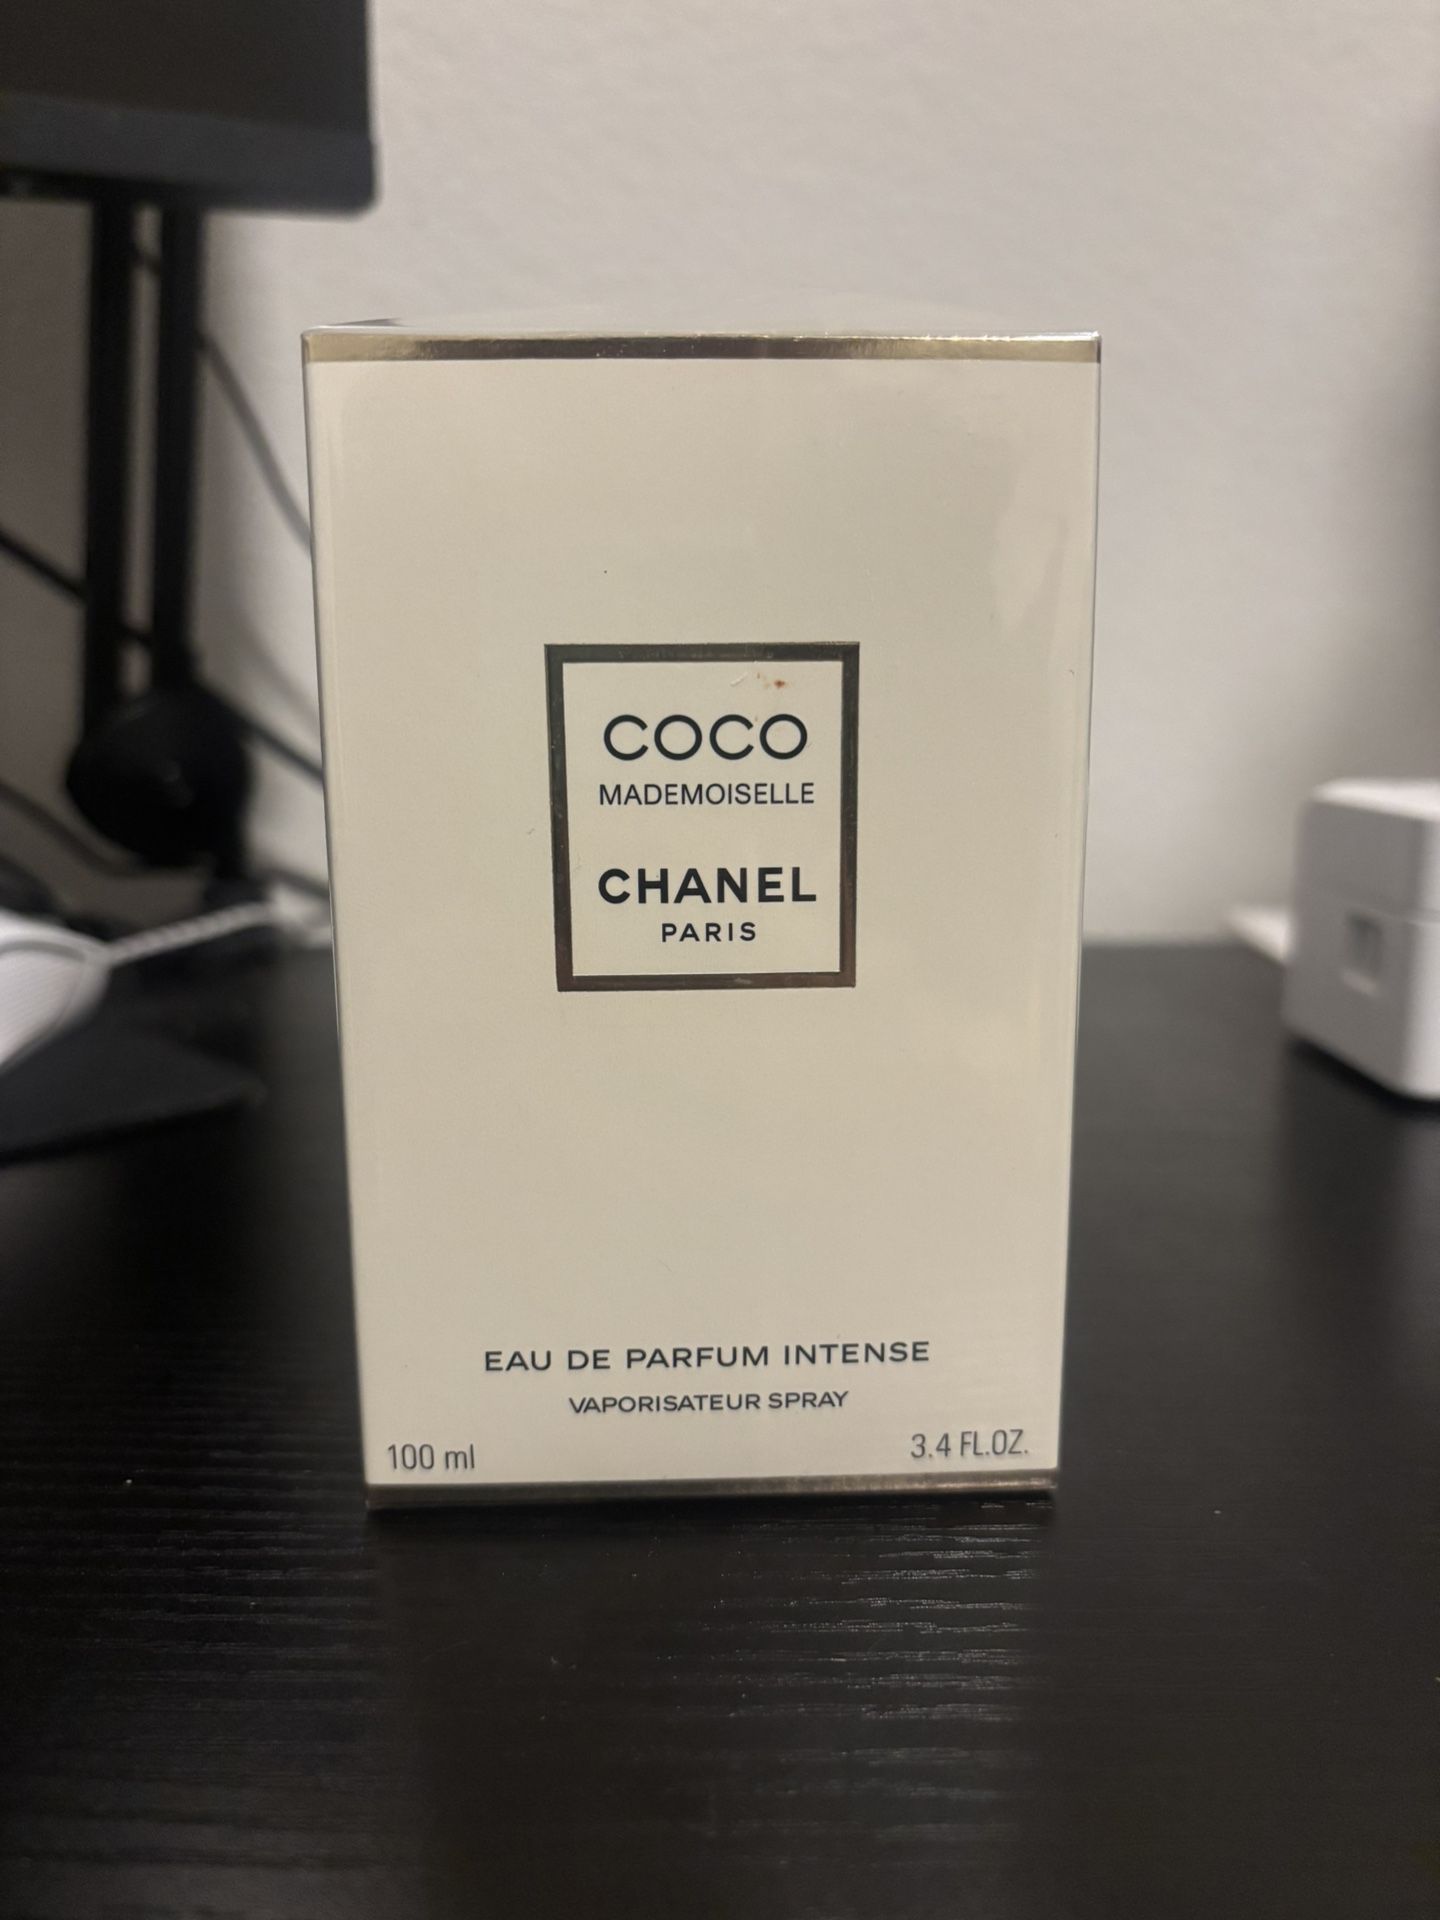 COCO
MADEMOISELLE
CHANEL
PARIS
EAU DE PARFUM INTENSE
VAPORISATEUR SPRAY
100 ml
3.4 FL.OZ.